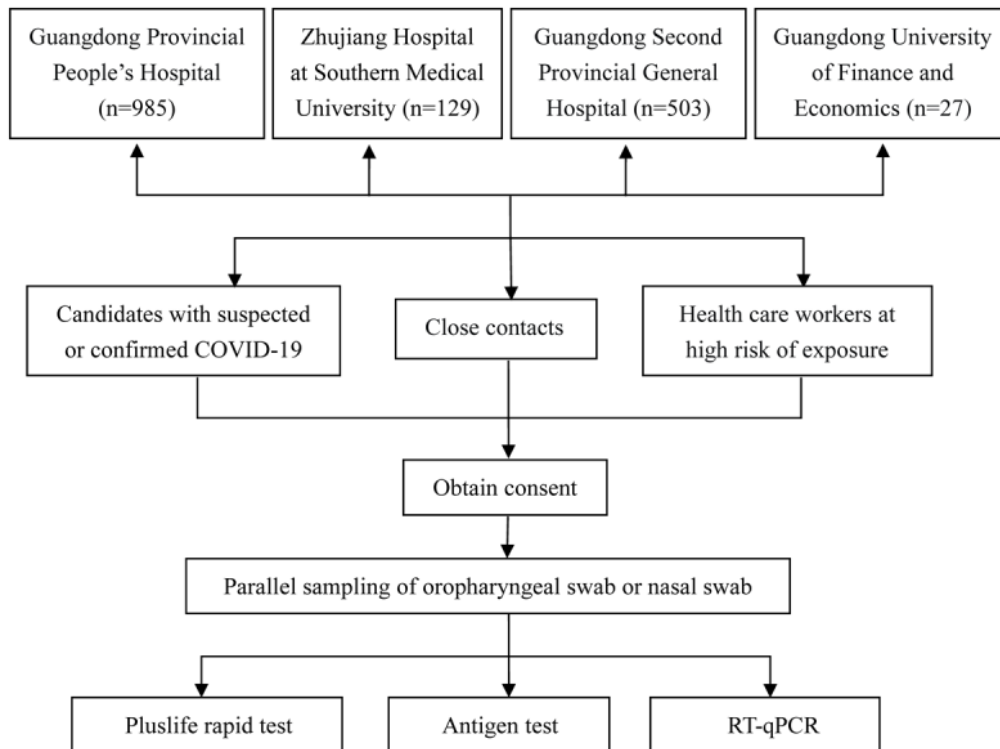 Guangdong Provincial
People’s Hospital
(n=985)
Zhujiang Hospital
at Southern Medical
University (n=129)
Guangdong Second
Provincial General
Hospital (n=503)
Guangdong University
of Finance and
Economics (n=27)
Candidates with suspected
or confirmed COVID-19
Close contacts
Health care workers at
high risk of exposure
Obtain consent
Parallel sampling of oropharyngeal swab or nasal swab
Pluslife rapid test
Antigen test
RT-qPCR